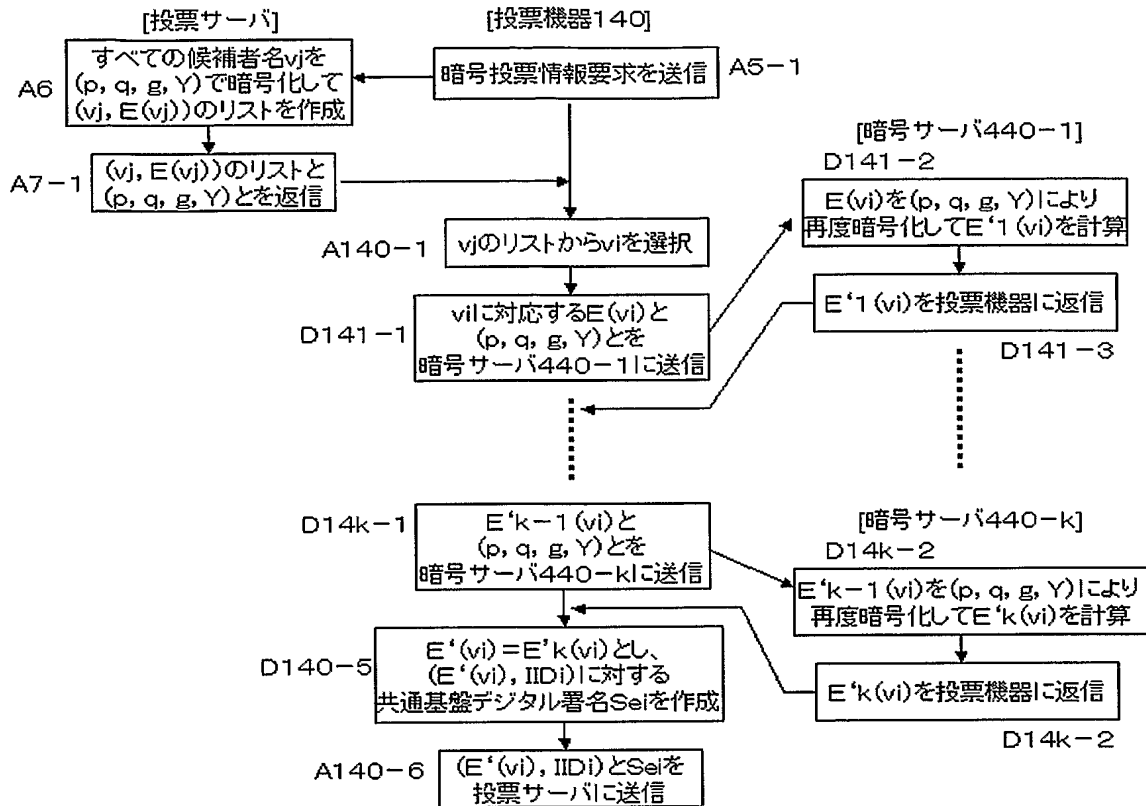 [投票サーバ]
[投票機器140]
A6
すべての候補者名vjを
(p, q, g, Y)で暗号化して
(vj, E(vj))のリストを作成
暗号投票情報要求を送信
A5-1
A7-1
(vj, E(vj))のリストと
(p, q, g, Y)とを返信
A140-1
vjのリストからviを選択
[暗号サーバ440-1]
D141-2
E(vi)を(p, q, g, Y)により
再度暗号化してE‘1(vi)を計算
D141-1
viに対応するE(vi)と
(p, q, g, Y)とを
暗号サーバ440-1に送信
E‘1(vi)を投票機器に返信
D141-3
D14k-1
E‘k-1(vi)と
(p, q, g, Y)とを
暗号サーバ440-kに送信
[暗号サーバ440-k]
D14k-2
E‘k-1(vi)を(p, q, g, Y)により
再度暗号化してE‘k(vi)を計算
D140-5
E‘(vi)=E’k(vi)とし、
(E‘(vi), IIDi)に対する
共通基盤デジタル署名Seiを作成
E‘k(vi)を投票機器に返信
D14k-2
A140-6
(E‘(vi), IIDi)とSeiを
投票サーバに送信